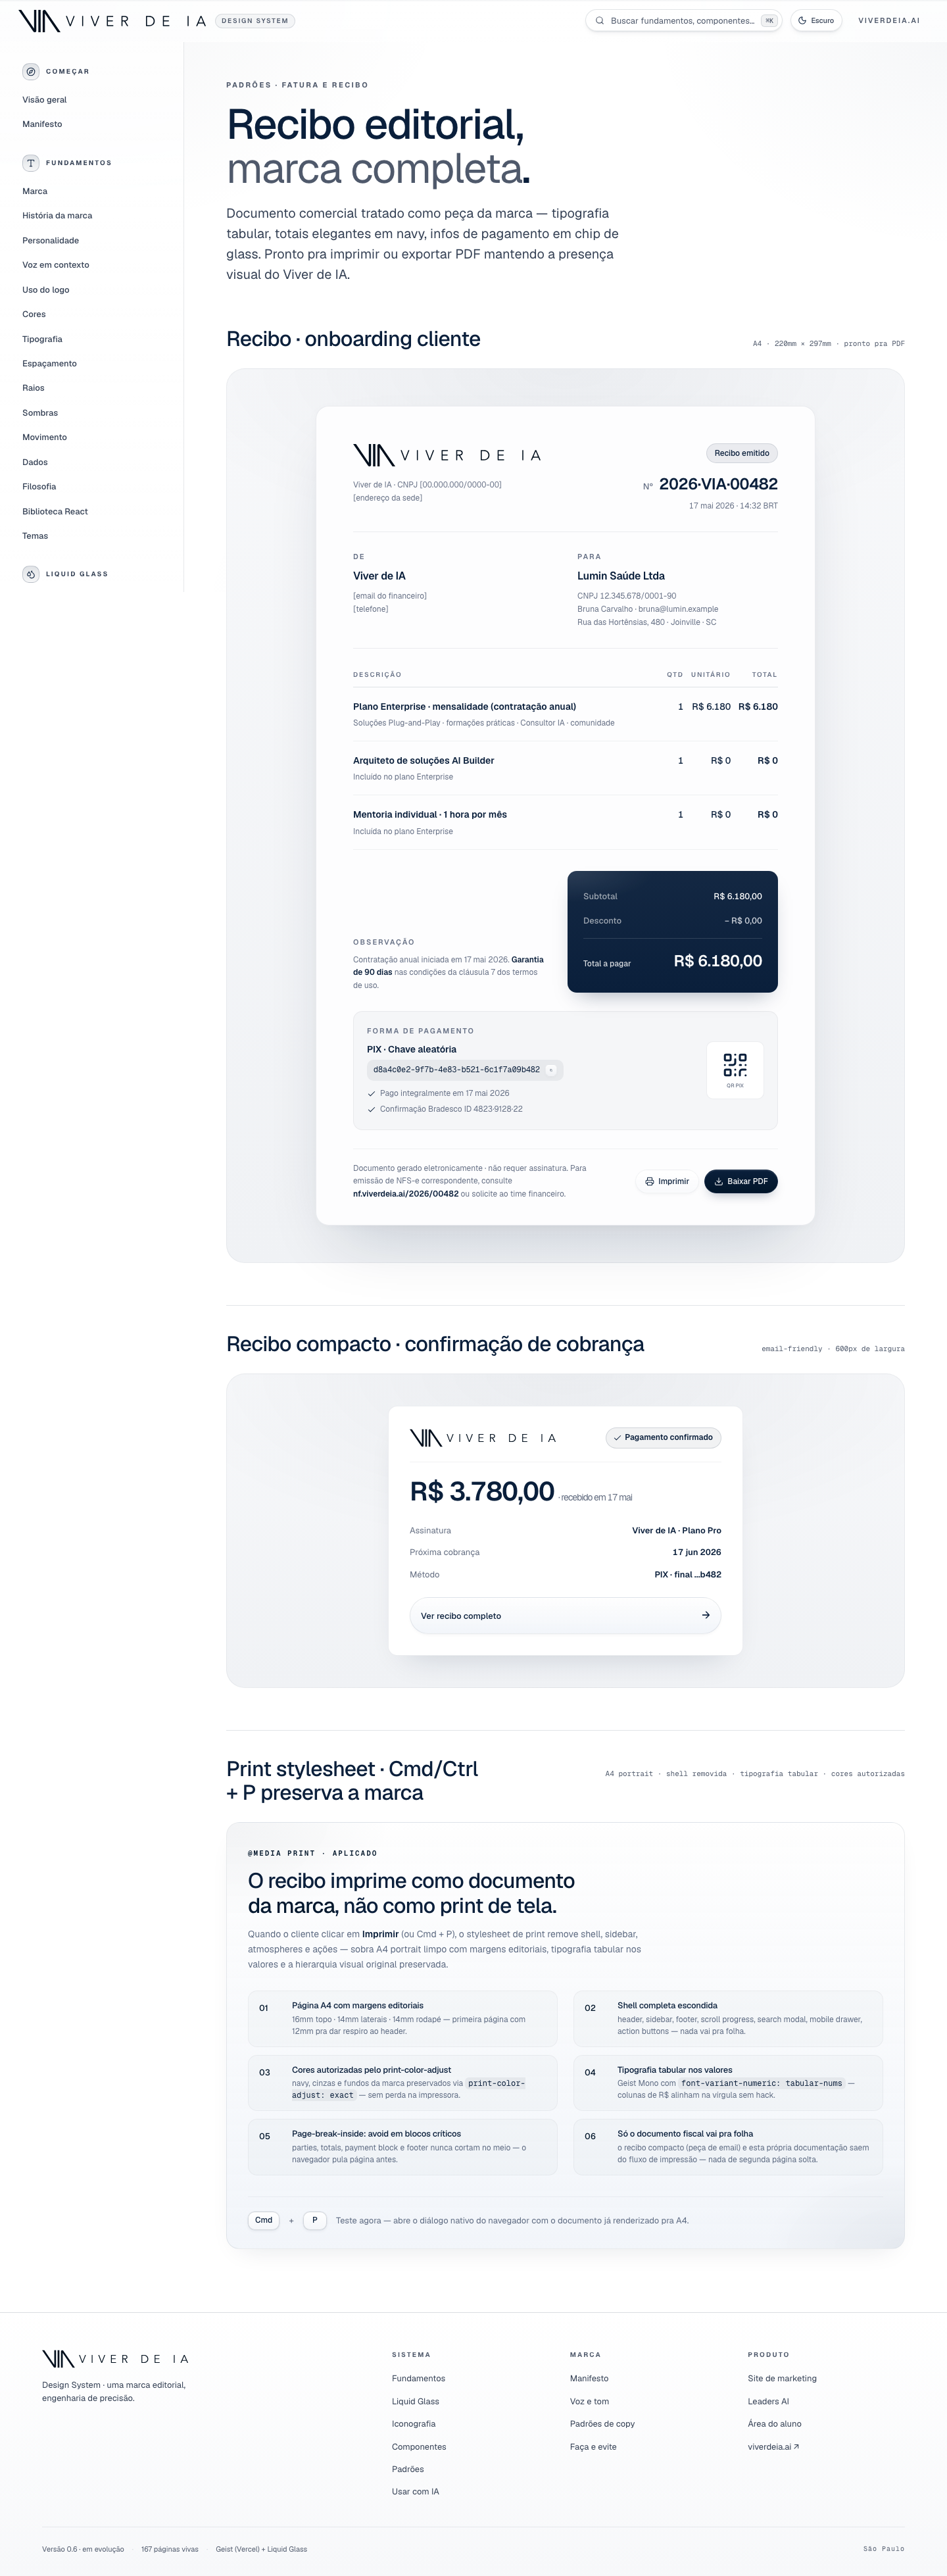 VIVER DE IA
DESIGN SYSTEM
Buscar fundamentos, componentes...
⌘K
Escuro
VIVERDEIA.AI
COMEÇAR
Visão geral
Manifesto
FUNDAMENTOS
Marca
História da marca
Personalidade
Voz em contexto
Uso do logo
Cores
Tipografia
Espaçamento
Raios
Sombras
Movimento
Dados
Filosofia
Biblioteca React
Temas
LIQUID GLASS
PADRÕES · FATURA E RECIBO
Recibo editorial,
marca completa.
Documento comercial tratado como peça da marca — tipografia
tabular, totais elegantes em navy, infos de pagamento em chip de
glass. Pronto pra imprimir ou exportar PDF mantendo a presença
visual do Viver de IA.
Recibo · onboarding cliente
A4 · 220mm × 297mm · pronto pra PDF
VIVER DE IA
Recibo emitido
Viver de IA · CNPJ [00.000.000/0000-00]
[endereço da sede]
Nº 2026·VIA·00482
17 mai 2026 · 14:32 BRT
DE
Viver de IA
[email do financeiro]
[telefone]
PARA
Lumin Saúde Ltda
CNPJ 12.345.678/0001-90
Bruna Carvalho · bruna@lumin.example
Rua das Hortênsias, 480 · Joinville · SC
DESCRIÇÃO QTD UNITÁRIO TOTAL
Plano Enterprise · mensalidade (contratação anual) 1 R$ 6.180 R$ 6.180
Soluções Plug-and-Play · formações práticas · Consultor IA · comunidade
Arquiteto de soluções AI Builder 1 R$ 0 R$ 0
Incluído no plano Enterprise
Mentoria individual · 1 hora por mês 1 R$ 0 R$ 0
Incluída no plano Enterprise
Subtotal R$ 6.180,00
Desconto – R$ 0,00
Total a pagar R$ 6.180,00
OBSERVAÇÃO
Contratação anual iniciada em 17 mai 2026. Garantia
de 90 dias nas condições da cláusula 7 dos termos
de uso.
FORMA DE PAGAMENTO
PIX · Chave aleatória
d8a4c0e2-9f7b-4e83-b521-6c1f7a09b482
Pago integralmente em 17 mai 2026
Confirmação Bradesco ID 4823·9128·22
QR PIX
Documento gerado eletronicamente · não requer assinatura. Para
emissão de NFS-e correspondente, consulte
nf.viverdeia.ai/2026/00482 ou solicite ao time financeiro.
Imprimir
Baixar PDF
Recibo compacto · confirmação de cobrança
email-friendly · 600px de largura
VIVER DE IA
Pagamento confirmado
R$ 3.780,00 · recebido em 17 mai
Assinatura Viver de IA · Plano Pro
Próxima cobrança 17 jun 2026
Método PIX · final ...b482
Ver recibo completo
Print stylesheet · Cmd/Ctrl
+ P preserva a marca
A4 portrait · shell removida · tipografia tabular · cores autorizadas
@MEDIA PRINT · APLICADO
O recibo imprime como documento
da marca, não como print de tela.
Quando o cliente clicar em Imprimir (ou Cmd + P), o stylesheet de print remove shell, sidebar,
atmospheres e ações — sobra A4 portrait limpo com margens editoriais, tipografia tabular nos
valores e a hierarquia visual original preservada.
01
Página A4 com margens editoriais
16mm topo · 14mm laterais · 14mm rodapé — primeira página com
12mm pra dar respiro ao header.
02
Shell completa escondida
header, sidebar, footer, scroll progress, search modal, mobile drawer,
action buttons — nada vai pra folha.
03
Cores autorizadas pelo print-color-adjust
navy, cinzas e fundos da marca preservados via print-color-
adjust: exact — sem perda na impressora.
04
Tipografia tabular nos valores
Geist Mono com font-variant-numeric: tabular-nums —
colunas de R$ alinham na vírgula sem hack.
05
Page-break-inside: avoid em blocos críticos
parties, totals, payment block e footer nunca cortam no meio — o
navegador pula página antes.
06
Só o documento fiscal vai pra folha
o recibo compacto (peça de email) e esta própria documentação saem
do fluxo de impressão — nada de segunda página solta.
Cmd + P Teste agora — abre o diálogo nativo do navegador com o documento já renderizado pra A4.
VIVER DE IA
Design System · uma marca editorial,
engenharia de precisão.
SISTEMA
Fundamentos
Liquid Glass
Iconografia
Componentes
Padrões
Usar com IA
MARCA
Manifesto
Voz e tom
Padrões de copy
Faça e evite
PRODUTO
Site de marketing
Leaders AI
Área do aluno
viverdeia.ai ↗
Versão 0.6 · em evolução
167 páginas vivas
Geist (Vercel) + Liquid Glass
São Paulo